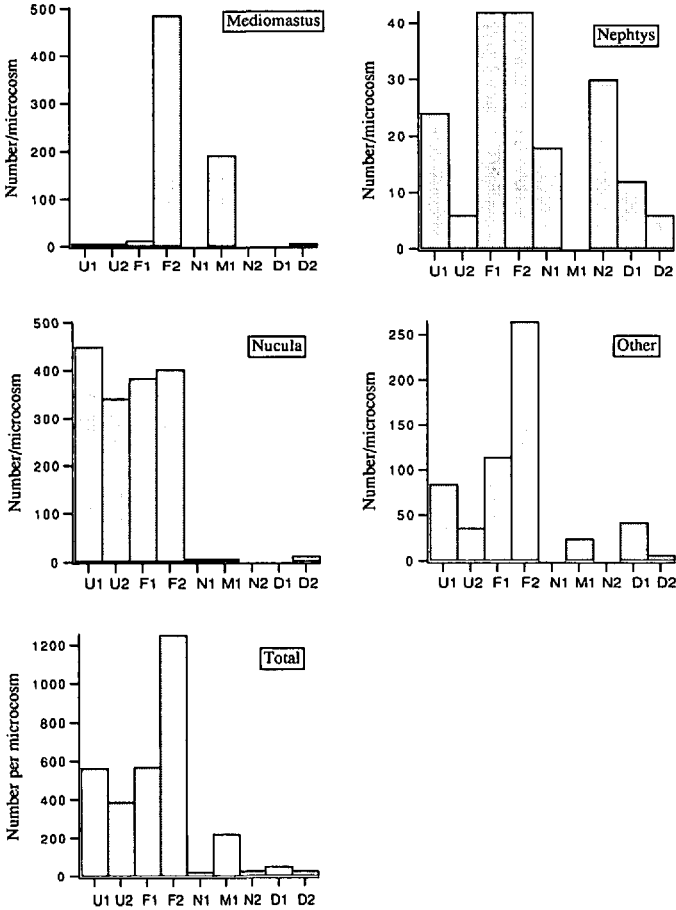 Mediomastus
Number/microcosm
500
400
300
200
100
0
U1 U2 F1 F2 N1 M1 N2 D1 D2
Nephtys
Number/microcosm
40
30
20
10
0
U1 U2 F1 F2 N1 M1 N2 D1 D2
Nucula
Number/microcosm
500
400
300
200
100
0
U1 U2 F1 F2 N1 M1 N2 D1 D2
Other
Number/microcosm
250
200
150
100
50
0
U1 U2 F1 F2 N1 M1 N2 D1 D2
Total
Number per microcosm
1200
1000
800
600
400
200
0
U1 U2 F1 F2 N1 M1 N2 D1 D2